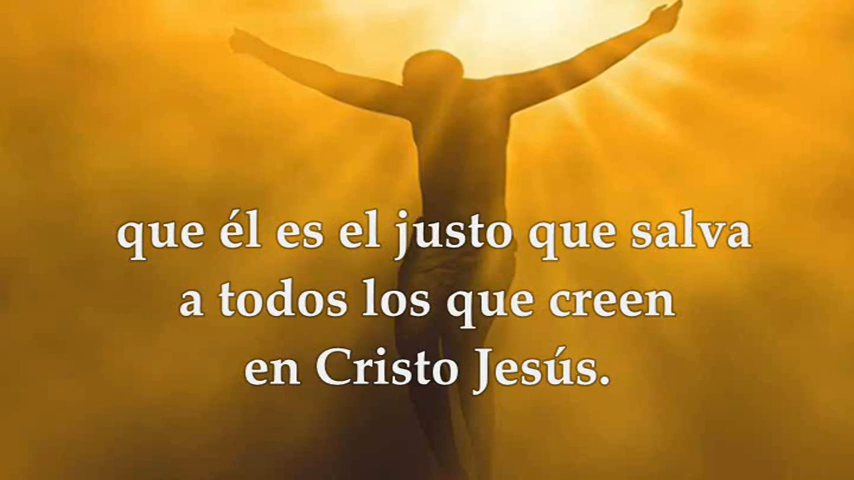 que él es el justo que salva
a todos los que creen
en Cristo Jesús.